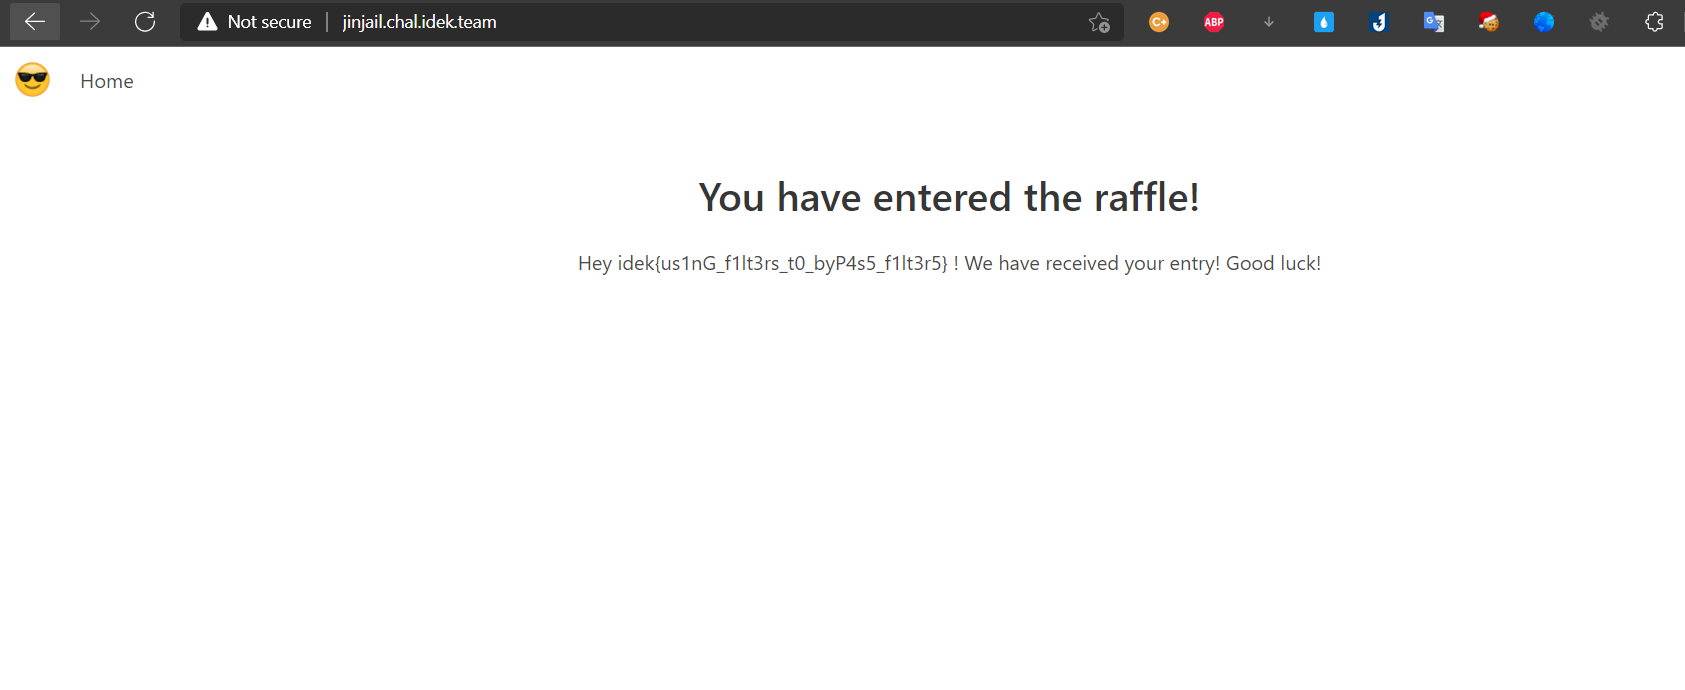 Not secure | jinjail.chal.idek.team
C+
ABP
G
Home
You have entered the raffle!
Hey idek{us1nG_f1lt3rs_t0_byP4s5_f1lt3r5} ! We have received your entry! Good luck!